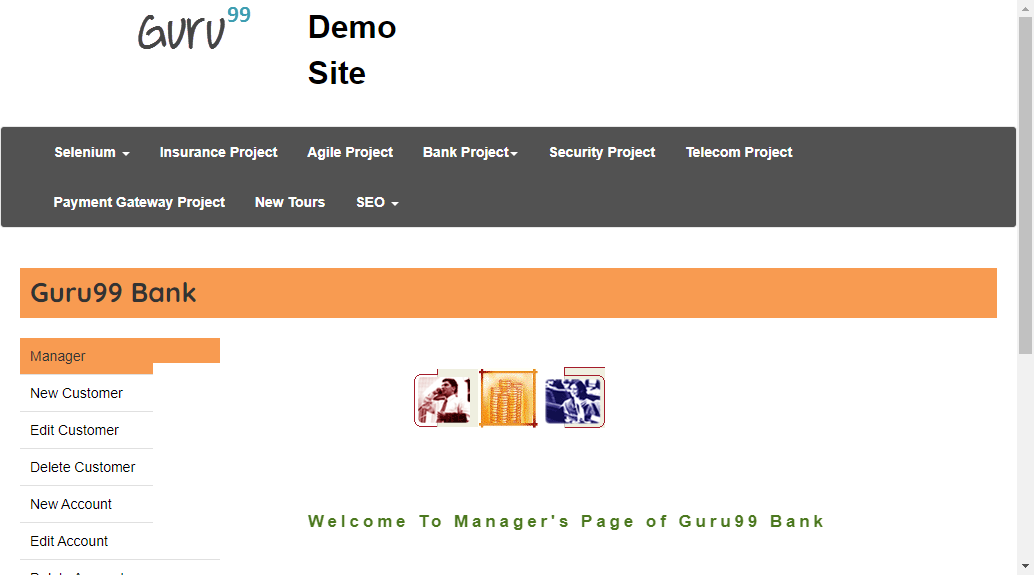 Guru99
Demo
Site
Selenium
Insurance Project
Agile Project
Bank Project
Security Project
Telecom Project
Payment Gateway Project
New Tours
SEO
Guru99 Bank
Manager
New Customer
Edit Customer
Delete Customer
New Account
Edit Account
Welcome To Manager's Page of Guru99 Bank